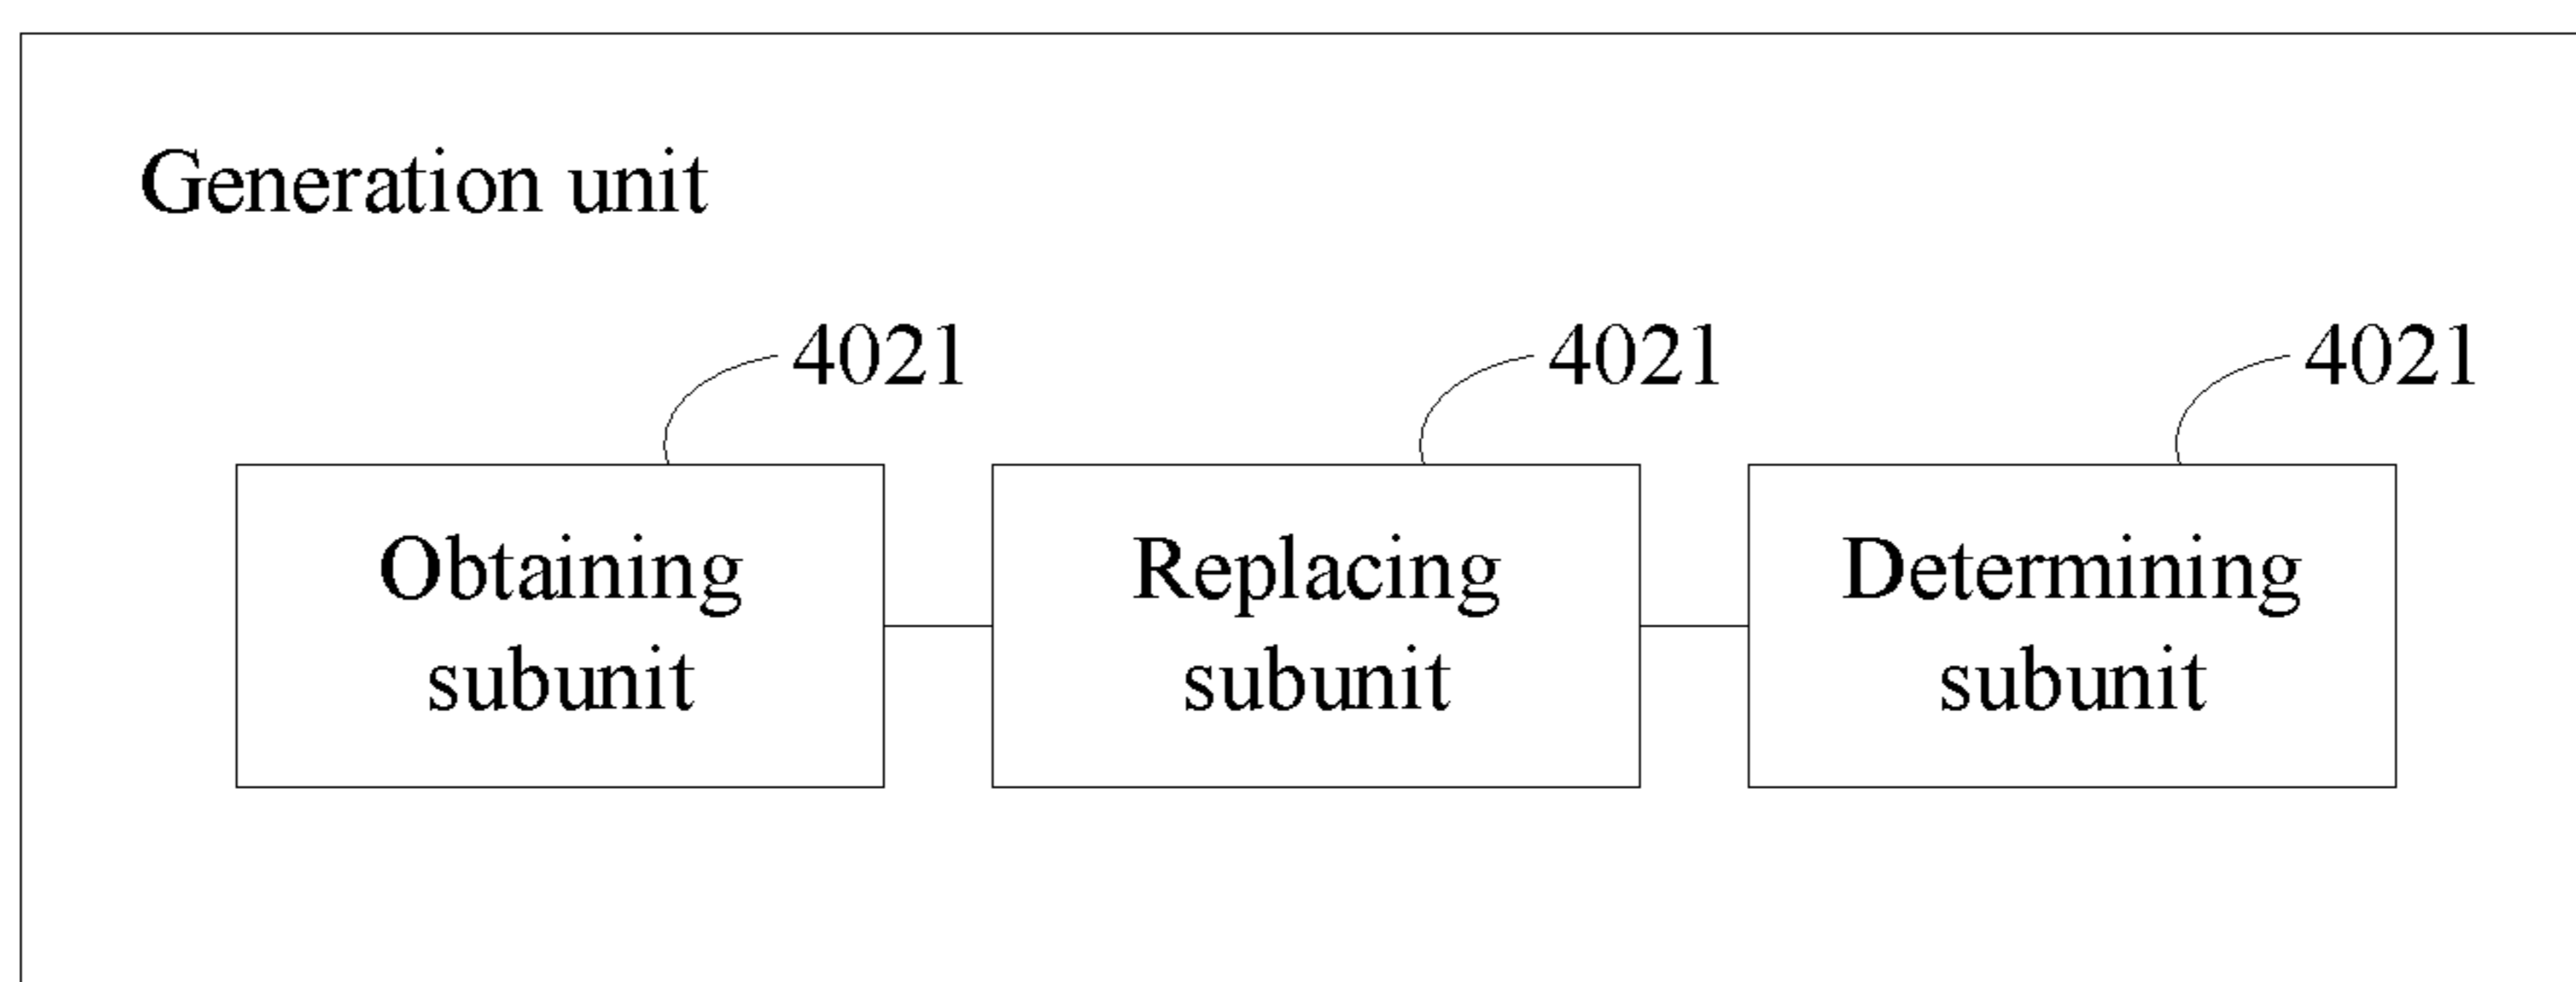 Generation unit
4021
4021
4021
Obtaining
subunit
Replacing
subunit
Determining
subunit